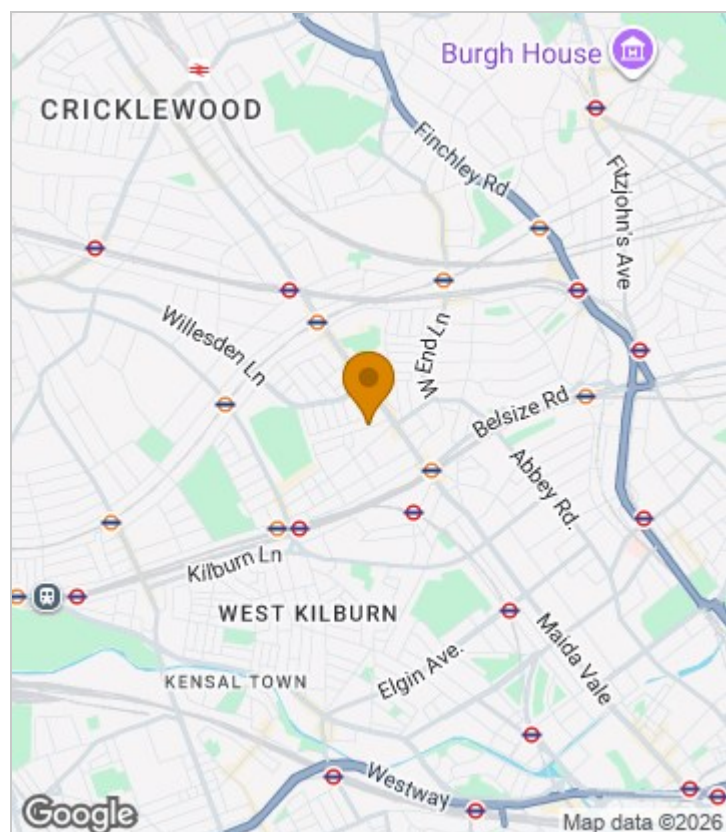 Burgh House
CRICKLEWOOD
Finchley Rd
Fitzjohn's Ave
Willesden Ln
W End Ln
Belsize Rd
Abbey Rd.
Kilburn Ln
WEST KILBURN
Maida Vale
Elgin Ave.
KENSAL TOWN
Westway
Google
Map data ©2026